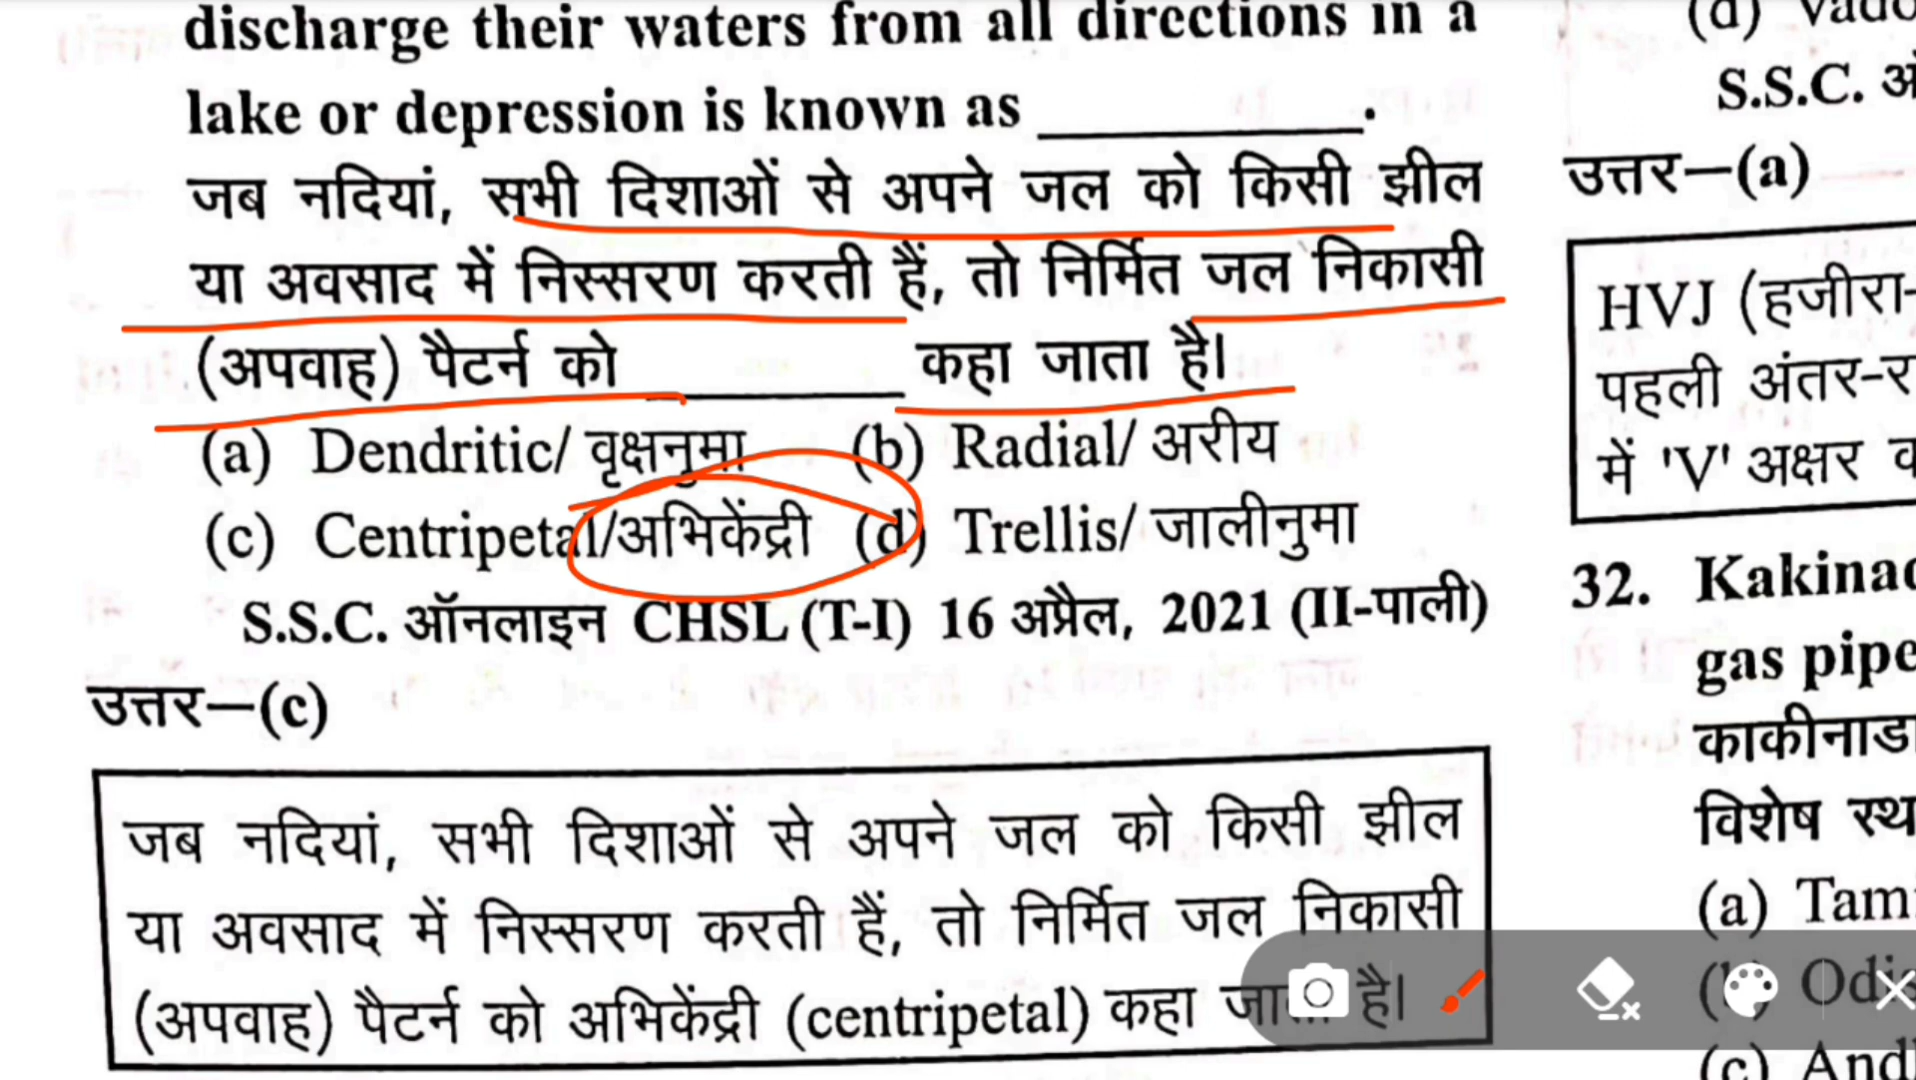 discharge their waters from all directions in a
lake or depression is known as __________.
जब नदियां, सभी दिशाओं से अपने जल को किसी झील
या अवसाद में निस्सरण करती हैं, तो निर्मित जल निकासी
(अपवाह) पैटर्न को ________ कहा जाता है।
(a) Dendritic/ वृक्षनुमा (b) Radial/ अरीय
(c) Centripetal/अभिकेंद्री (d) Trellis/ जालीनुमा
S.S.C. ऑनलाइन CHSL (T-I) 16 अप्रैल, 2021 (II-पाली)
उत्तर—(c)
जब नदियां, सभी दिशाओं से अपने जल को किसी झील
या अवसाद में निस्सरण करती हैं, तो निर्मित जल निकासी
(अपवाह) पैटर्न को अभिकेंद्री (centripetal) कहा जाता है।
(d)
S.S.C.
उत्तर—(a)
HVJ (हजीरा-
पहली अंतर-र
में 'V' अक्षर
32. Kakinad
gas pipe
काकीनाडा
विशेष स्थ
(a) Tam
(b) Odis
(c) And